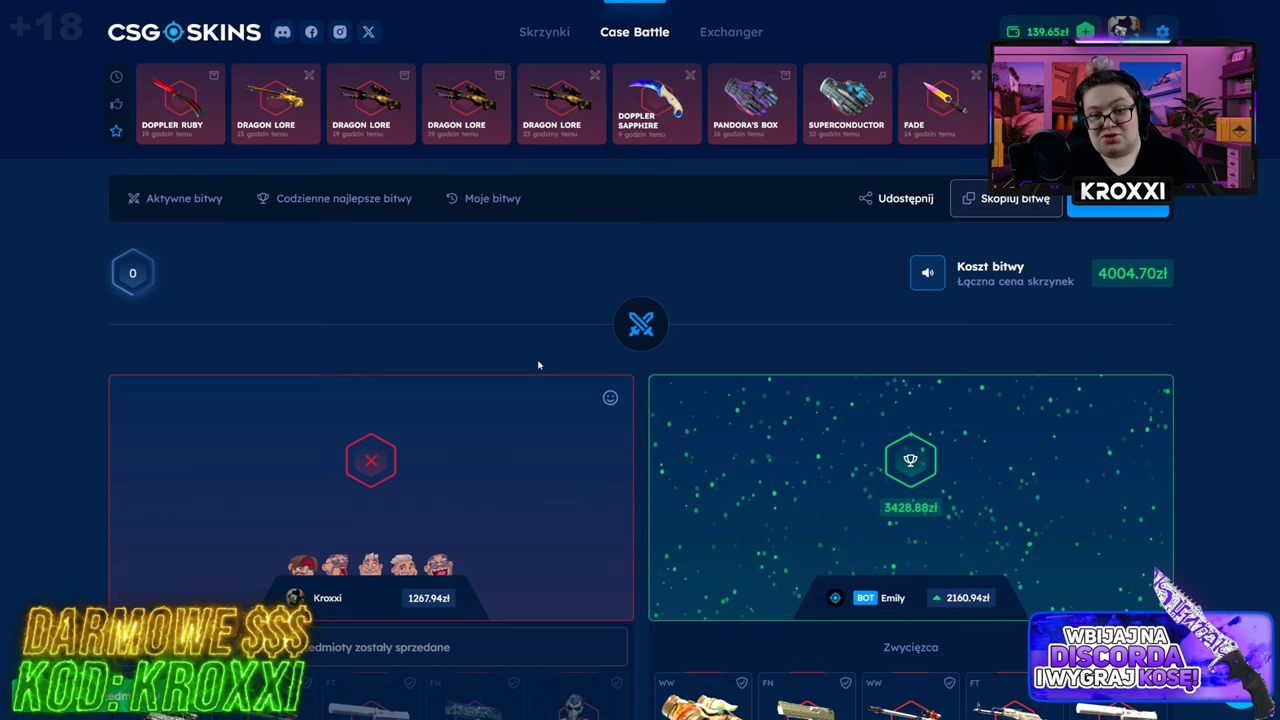 +18
CSG SKINS
Skrzynki
Case Battle
Exchanger
139.65zł
DOPPLER RUBY
19 godzin temu
DRAGON LORE
15 godzin temu
DRAGON LORE
19 godzin temu
DRAGON LORE
19 godzin temu
DRAGON LORE
23 godziny temu
DOPPLER
SAPPHIRE
9 godzin temu
PANDORA'S BOX
16 godzin temu
SUPERCONDUCTOR
10 godzin temu
FADE
14 godzin temu
KROXXI
Aktywne bitwy
Codzienne najlepsze bitwy
Moje bitwy
Udostępnij
Skopiuj bitwę
0
Koszt bitwy
Łączna cena skrzynek
4004.70zł
3428.88zł
Kroxxi
1267.94zł
BOT Emily
2160.94zł
DARMOWE $$$
KOD: KROXXI
zostały sprzedane
Zwycięzca
WBIJAJ NA
DISCORDA
I WYGRAJ KOSĘ!
FT
FN
WW
FN
WW
FT